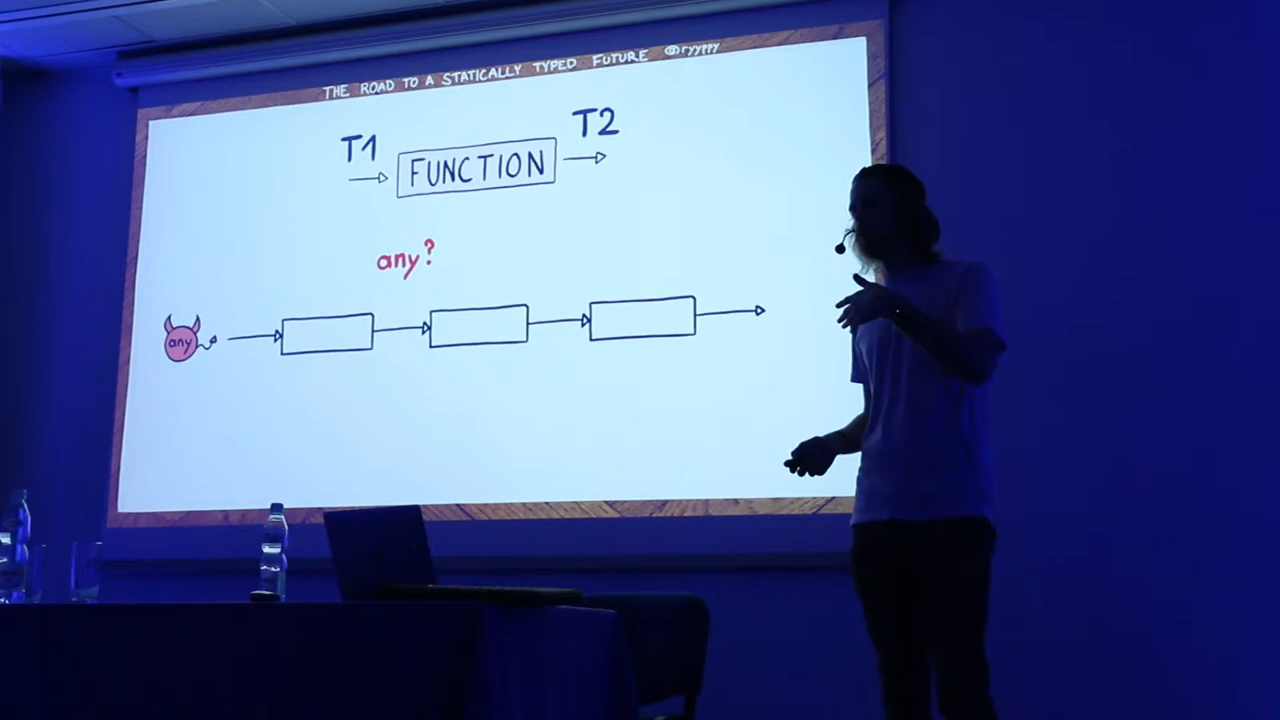 THE ROAD TO A STATICALLY TYPED FUTURE @ryyppy
T1
T2
FUNCTION
any?
any